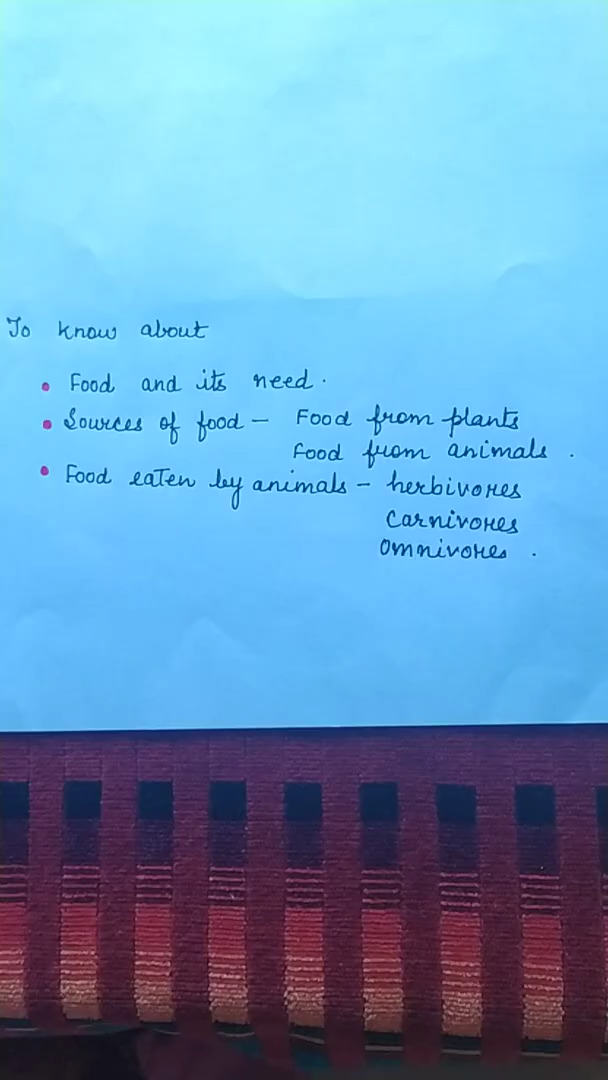 To know about
• Food and its need.
• Sources of food - Food from plants
Food from animals.
• Food eaten by animals - herbivores
Carnivores
Omnivores.